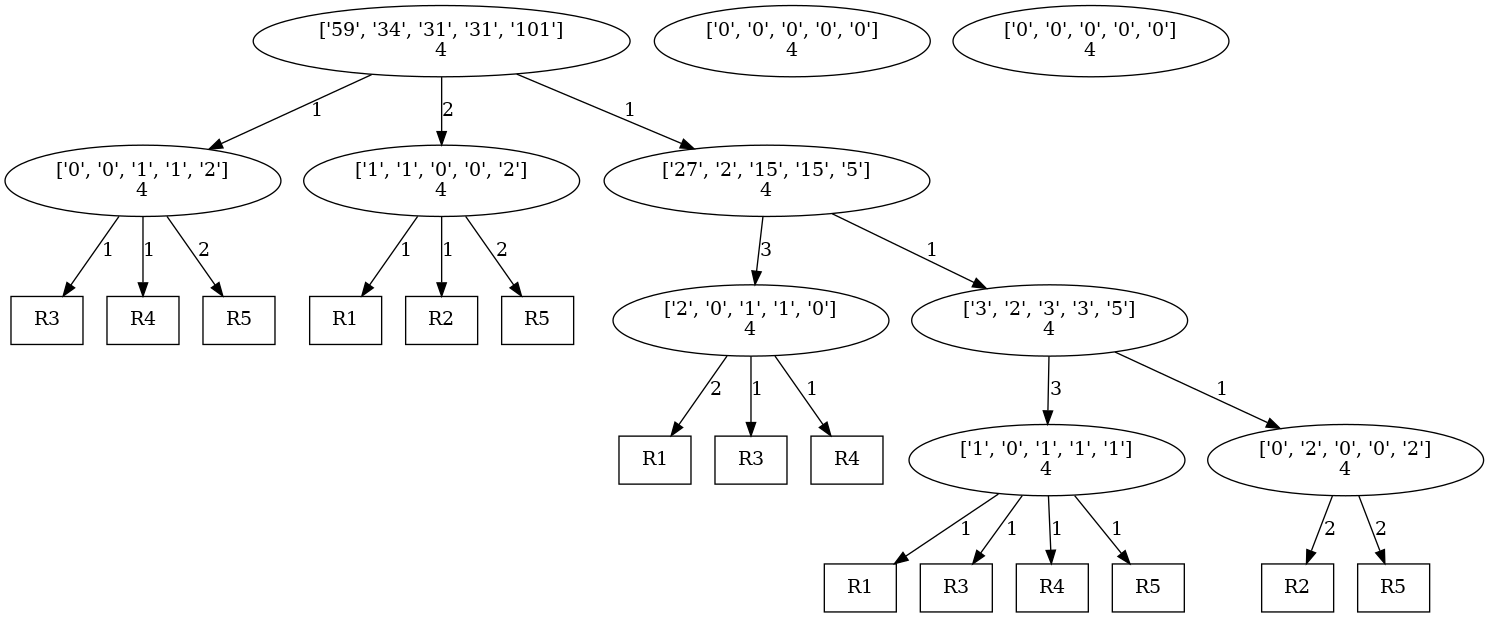 ['59', '34', '31', '31', '101']
4
['0', '0', '0', '0', '0']
4
['0', '0', '0', '0', '0']
4
1
2
1
['0', '0', '1', '1', '2']
4
['1', '1', '0', '0', '2']
4
['27', '2', '15', '15', '5']
4
1
1
2
1
1
2
3
1
R3
R4
R5
R1
R2
R5
['2', '0', '1', '1', '0']
4
['3', '2', '3', '3', '5']
4
2
1
1
3
1
R1
R3
R4
['1', '0', '1', '1', '1']
4
['0', '2', '0', '0', '2']
4
1
1
1
1
2
2
R1
R3
R4
R5
R2
R5